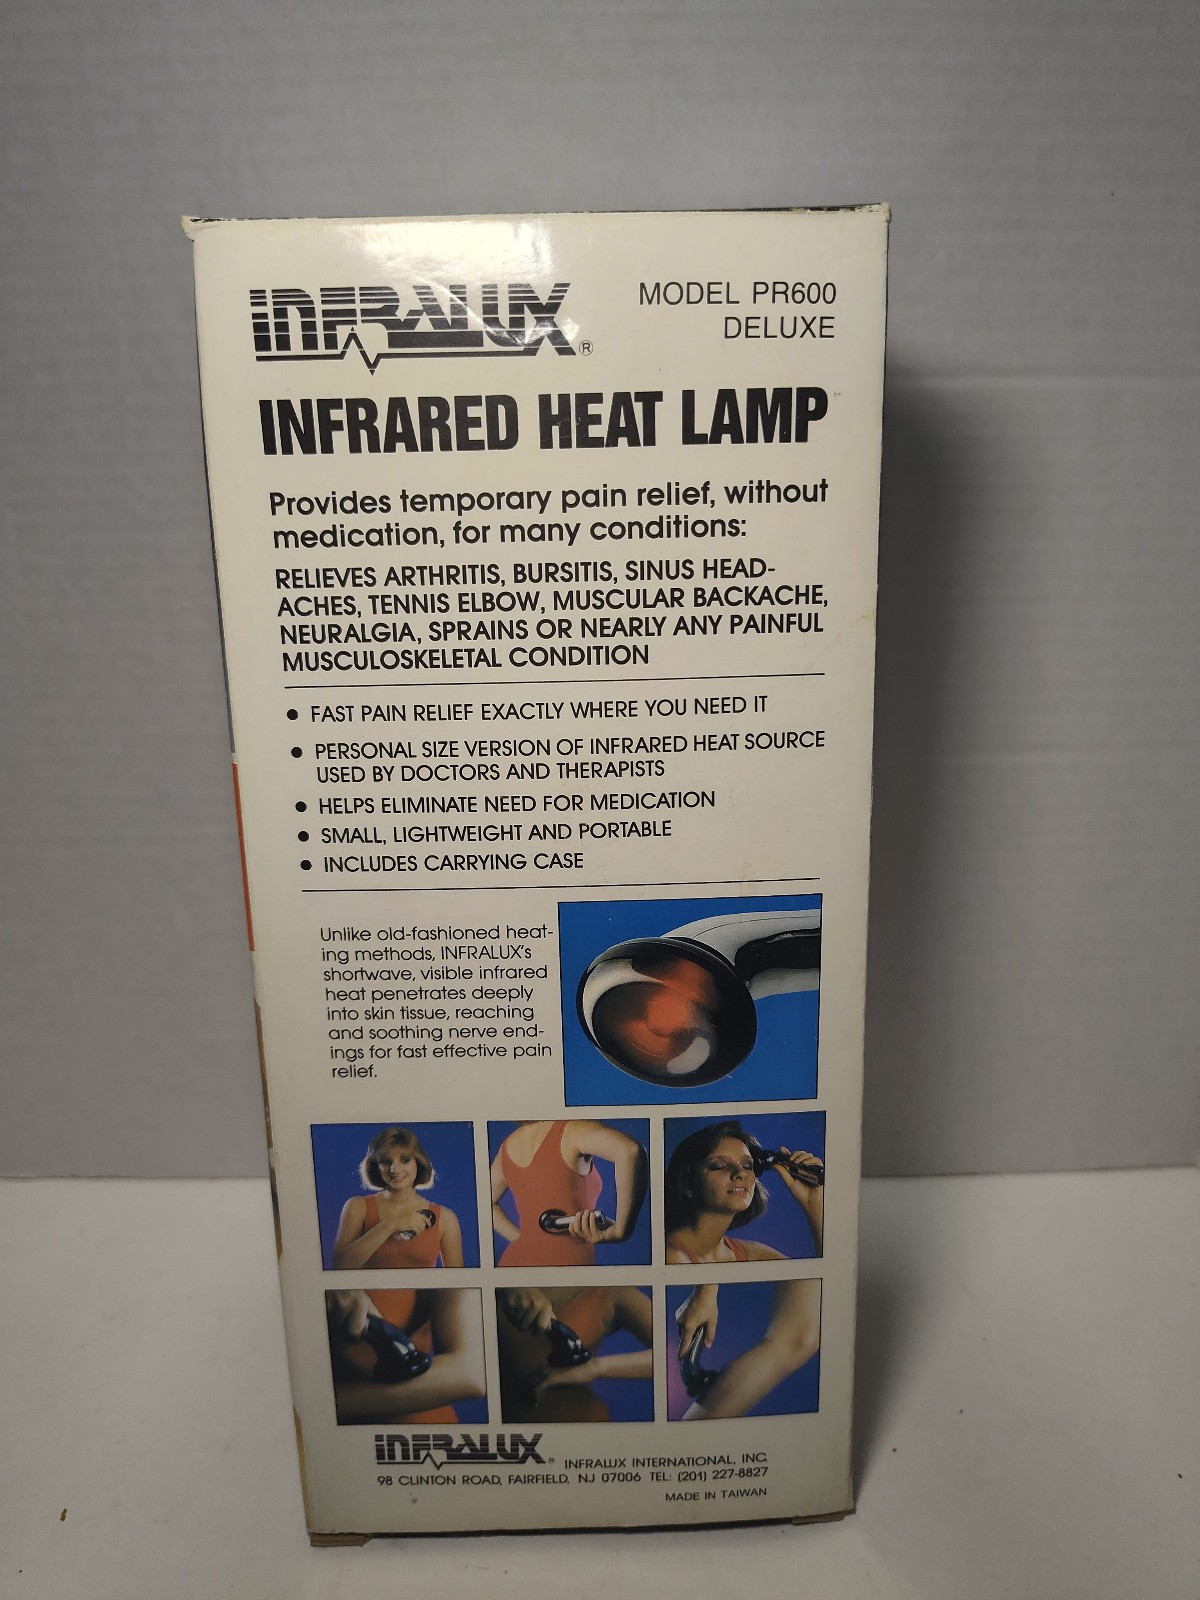 INFRALUX®
MODEL PR600
DELUXE
INFRARED HEAT LAMP
Provides temporary pain relief, without
medication, for many conditions:
RELIEVES ARTHRITIS, BURSITIS, SINUS HEAD-
ACHES, TENNIS ELBOW, MUSCULAR BACKACHE,
NEURALGIA, SPRAINS OR NEARLY ANY PAINFUL
MUSCULOSKELETAL CONDITION
• FAST PAIN RELIEF EXACTLY WHERE YOU NEED IT
• PERSONAL SIZE VERSION OF INFRARED HEAT SOURCE
USED BY DOCTORS AND THERAPISTS
• HELPS ELIMINATE NEED FOR MEDICATION
• SMALL, LIGHTWEIGHT AND PORTABLE
• INCLUDES CARRYING CASE
Unlike old-fashioned heat-
ing methods, INFRALUX's
shortwave, visible infrared
heat penetrates deeply
into skin tissue, reaching
and soothing nerve end-
ings for fast effective pain
relief.
INFRALUX® INFRALUX INTERNATIONAL, INC.
98 CLINTON ROAD, FAIRFIELD, NJ 07006 TEL: (201) 227-8827
MADE IN TAIWAN